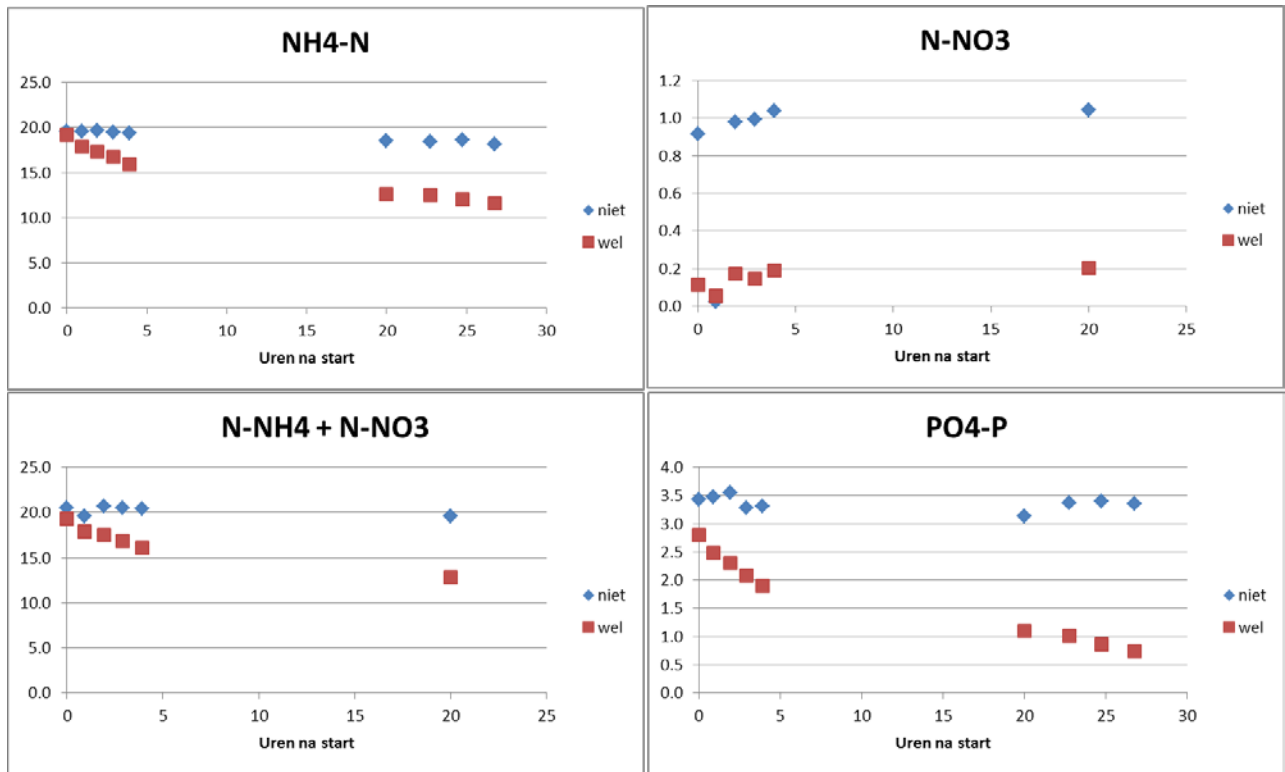 NH4-N
25.0
20.0
15.0
10.0
5.0
0.0
0 5 10 15 20 25 30
Uren na start
niet
wel
N-NO3
1.2
1.0
0.8
0.6
0.4
0.2
0.0
0 5 10 15 20 25
Uren na start
niet
wel
N-NH4 + N-NO3
25.0
20.0
15.0
10.0
5.0
0.0
0 5 10 15 20 25
Uren na start
niet
wel
PO4-P
4.0
3.5
3.0
2.5
2.0
1.5
1.0
0.5
0.0
0 5 10 15 20 25 30
Uren na start
niet
wel